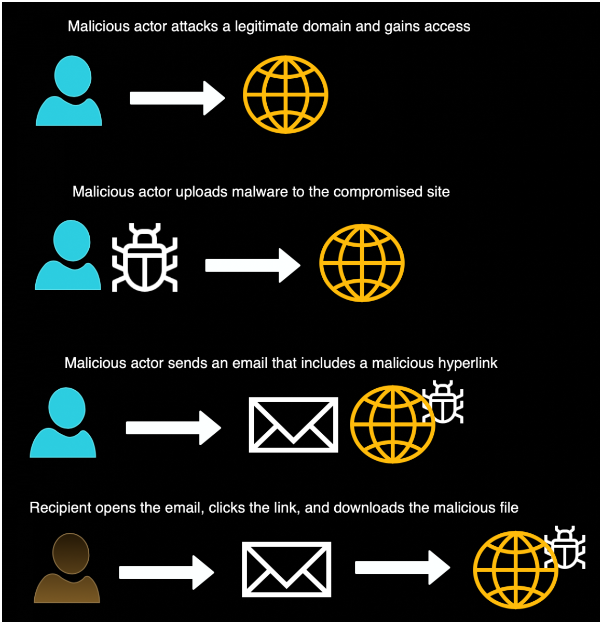 Malicious actor attacks a legitimate domain and gains access
Malicious actor uploads malware to the compromised site
Malicious actor sends an email that includes a malicious hyperlink
Recipient opens the email, clicks the link, and downloads the malicious file